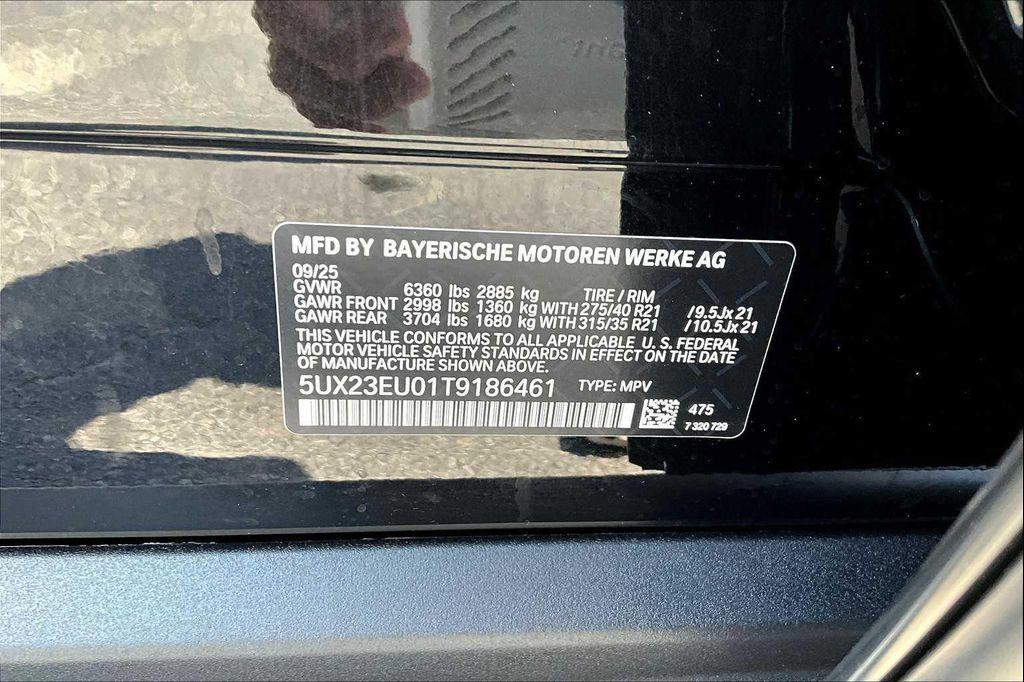 MFD BY BAYERISCHE MOTOREN WERKE AG
09/25
GVWR 6360 lbs 2885 kg TIRE / RIM
GAWR FRONT 2998 lbs 1360 kg WITH 275/40 R21 /9.5Jx21
GAWR REAR 3704 lbs 1680 kg WITH 315/35 R21 /10.5Jx21
THIS VEHICLE CONFORMS TO ALL APPLICABLE U. S. FEDERAL
MOTOR VEHICLE SAFETY STANDARDS IN EFFECT ON THE DATE
OF MANUFACTURE SHOWN ABOVE.
5UX23EU01T9186461 TYPE: MPV
475
7 320 729